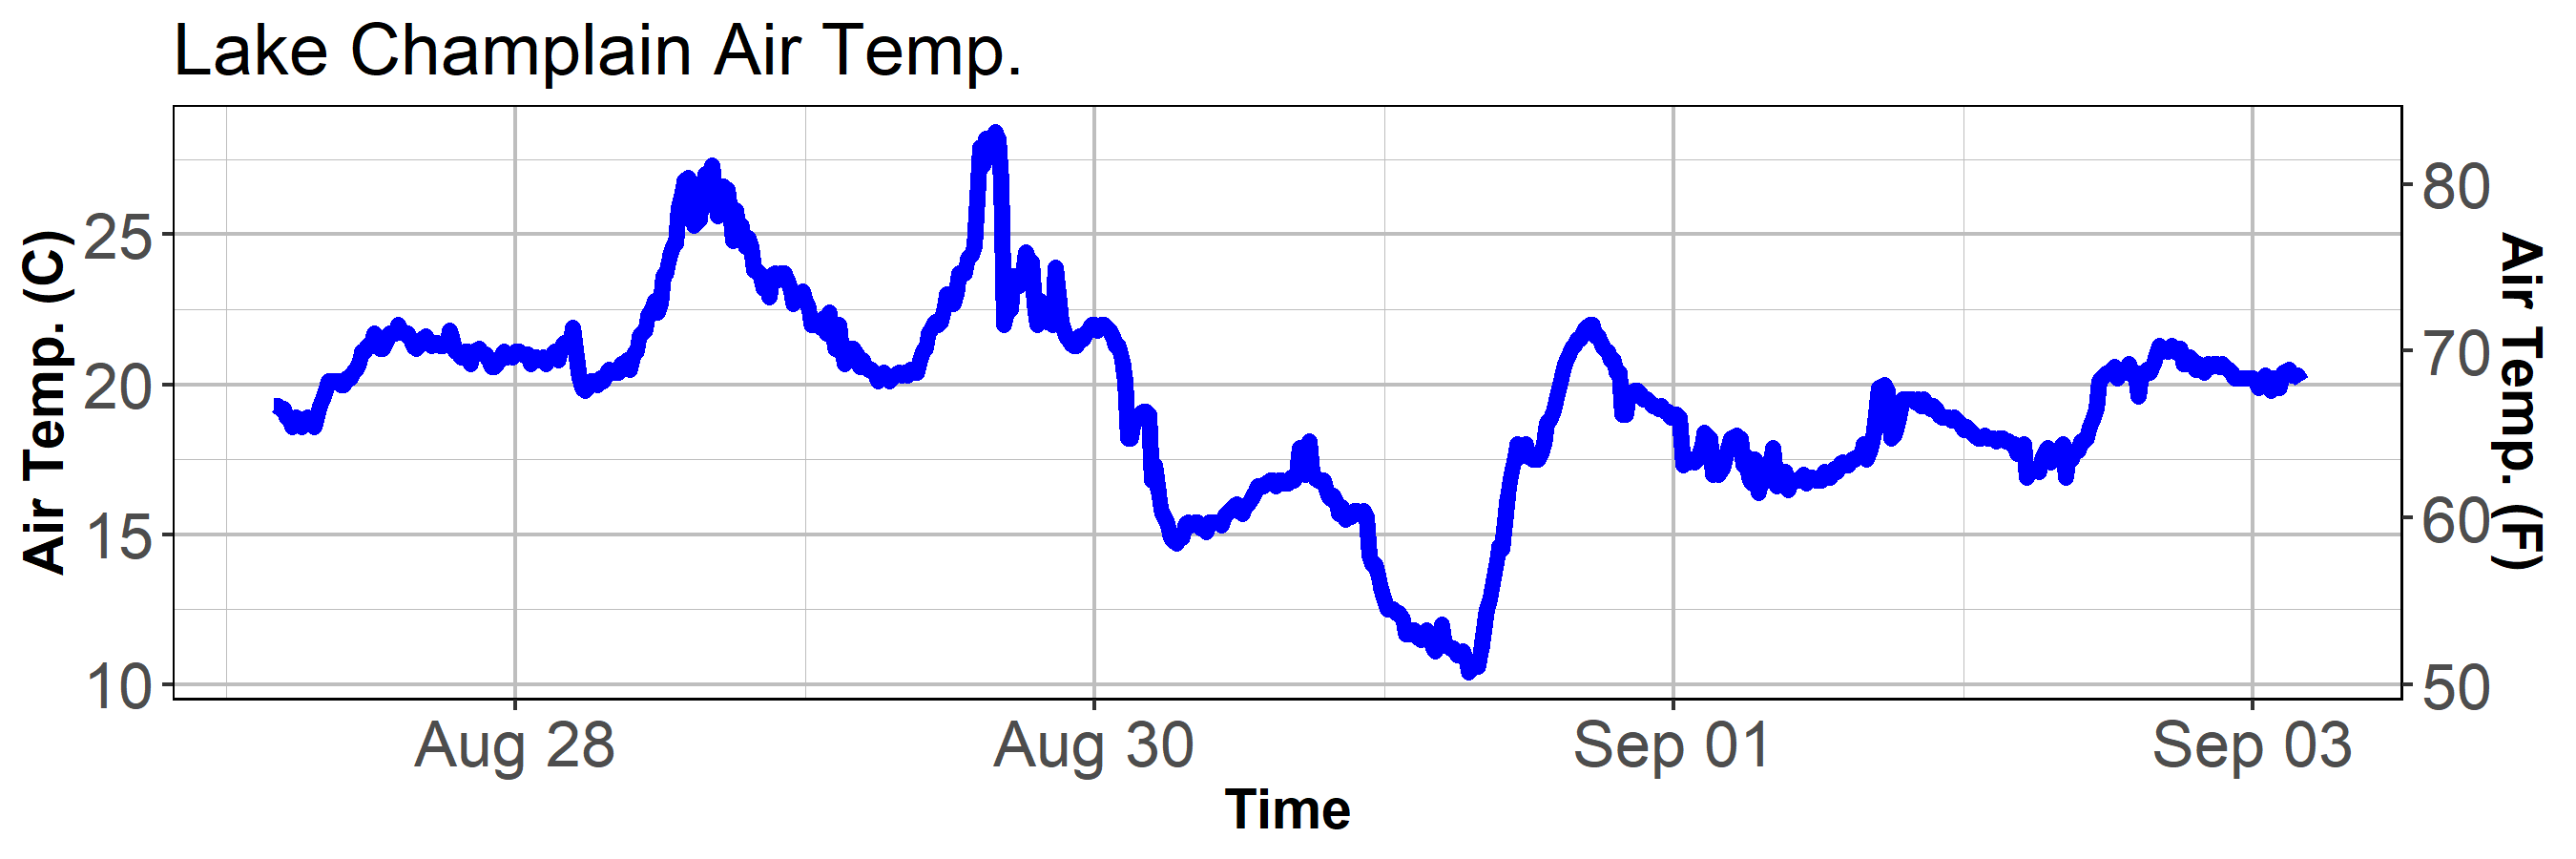 Lake Champlain Air Temp.
Air Temp. (C)
25
20
15
10
80
70
60
50
Air Temp. (F)
Aug 28
Aug 30
Sep 01
Sep 03
Time